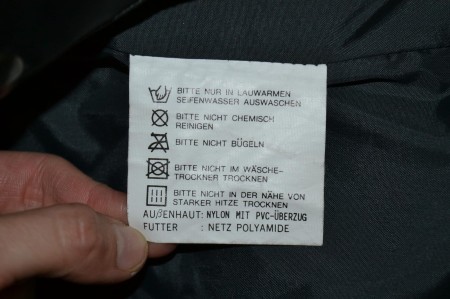 BITTE NUR IN LAUWARMEN
SEIFENWASSER AUSWASCHEN
BITTE NICHT CHEMISCH
REINIGEN
BITTE NICHT BÜGELN
BITTE NICHT IM WÄSCHE-
TROCKNER TROCKNEN
BITTE NICHT IN DER NÄHE VON
STARKER HITZE TROCKNEN
AUßENHAUT: NYLON MIT PVC-ÜBERZUG
FUTTER : NETZ POLYAMIDE